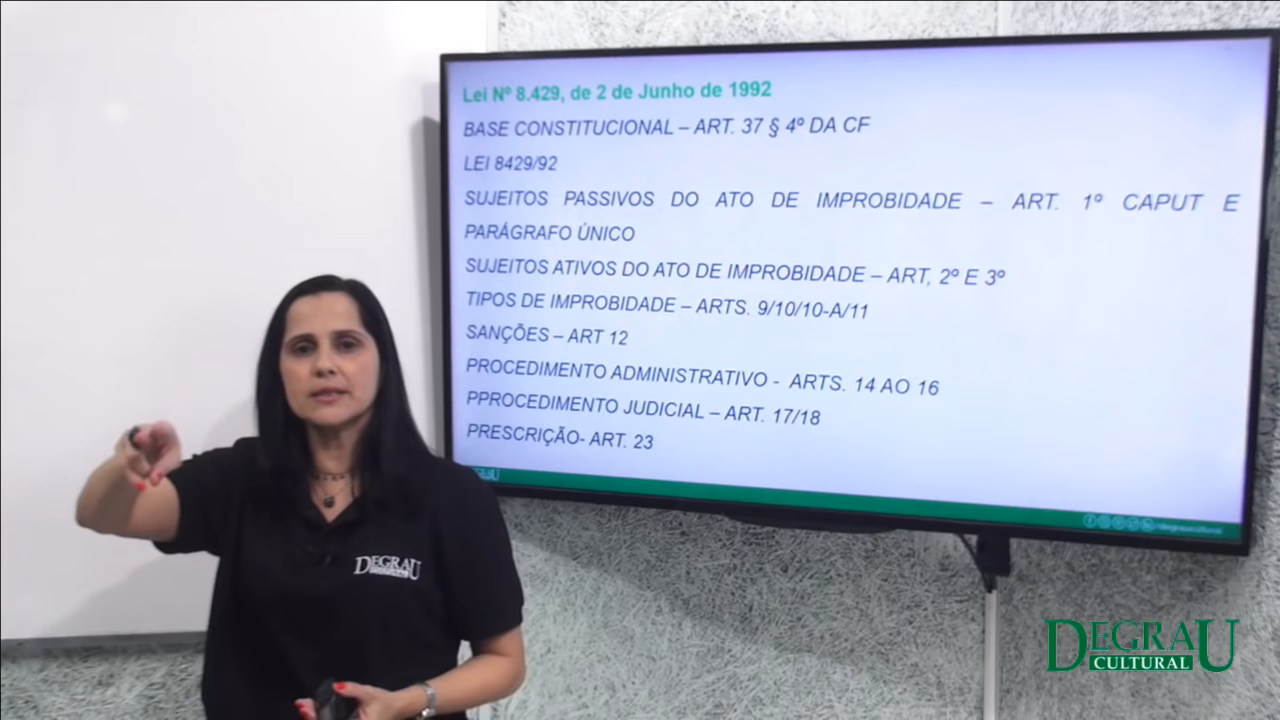 Lei Nº 8.429, de 2 de Junho de 1992
BASE CONSTITUCIONAL – ART. 37 § 4º DA CF
LEI 8429/92
SUJEITOS PASSIVOS DO ATO DE IMPROBIDADE – ART. 1º CAPUT E
PARÁGRAFO ÚNICO
SUJEITOS ATIVOS DO ATO DE IMPROBIDADE – ART, 2º E 3º
TIPOS DE IMPROBIDADE – ARTS. 9/10/10-A/11
SANÇÕES – ART 12
PROCEDIMENTO ADMINISTRATIVO - ARTS. 14 AO 16
PPROCEDIMENTO JUDICIAL – ART. 17/18
PRESCRIÇÃO- ART. 23
/degraucultural
DEGRAU
DEGRAU
CULTURAL